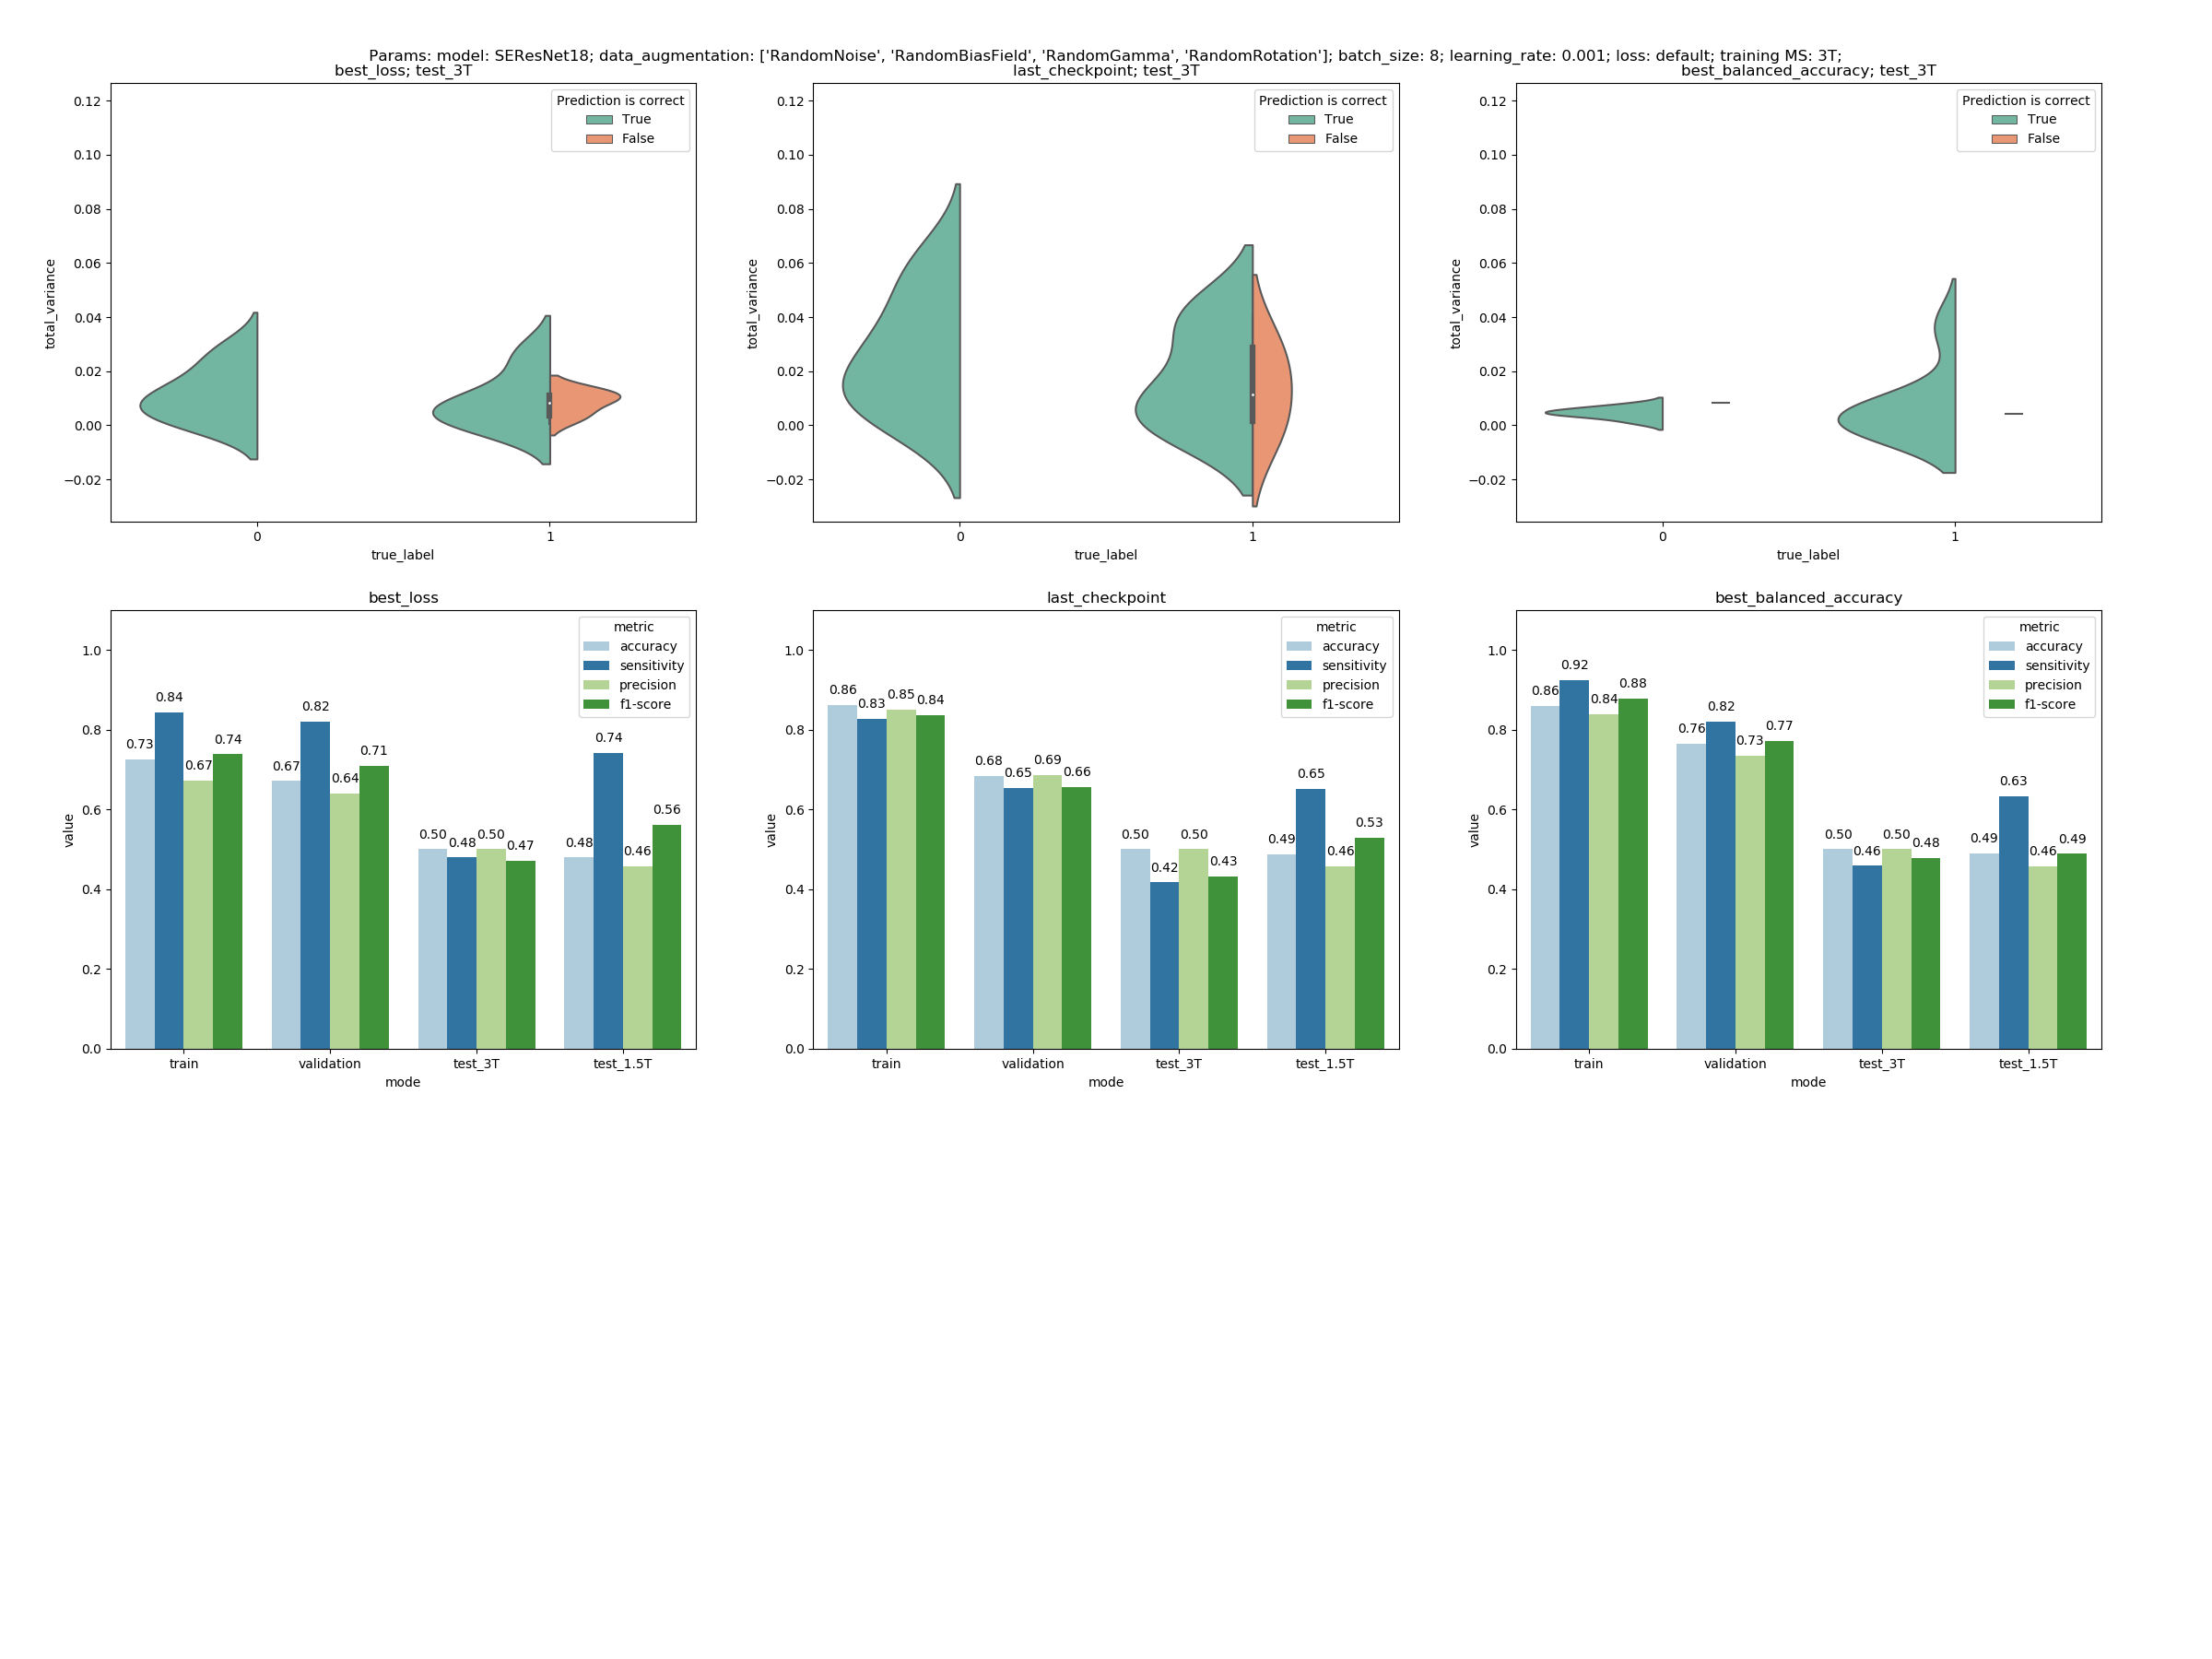 Params: model: SEResNet18; data_augmentation: ['RandomNoise', 'RandomBiasField', 'RandomGamma', 'RandomRotation']; batch_size: 8; learning_rate: 0.001; loss: default; training MS: 3T;
best_loss; test_3T
Prediction is correct
True
False
0.12
0.10
0.08
0.06
0.04
0.02
0.00
−0.02
total_variance
0
1
true_label
last_checkpoint; test_3T
Prediction is correct
True
False
0.12
0.10
0.08
0.06
0.04
0.02
0.00
−0.02
total_variance
0
1
true_label
best_balanced_accuracy; test_3T
Prediction is correct
True
False
0.12
0.10
0.08
0.06
0.04
0.02
0.00
−0.02
total_variance
0
1
true_label
best_loss
metric
accuracy
sensitivity
precision
f1-score
1.0
0.8
0.6
0.4
0.2
0.0
value
0.73
0.84
0.67
0.74
0.67
0.82
0.64
0.71
0.50
0.48
0.50
0.47
0.48
0.74
0.46
0.56
train
validation
test_3T
test_1.5T
mode
last_checkpoint
metric
accuracy
sensitivity
precision
f1-score
1.0
0.8
0.6
0.4
0.2
0.0
value
0.86
0.83
0.85
0.84
0.68
0.65
0.69
0.66
0.50
0.42
0.50
0.43
0.49
0.65
0.46
0.53
train
validation
test_3T
test_1.5T
mode
best_balanced_accuracy
metric
accuracy
sensitivity
precision
f1-score
1.0
0.8
0.6
0.4
0.2
0.0
value
0.86
0.92
0.84
0.88
0.76
0.82
0.73
0.77
0.50
0.46
0.50
0.48
0.49
0.63
0.46
0.49
train
validation
test_3T
test_1.5T
mode